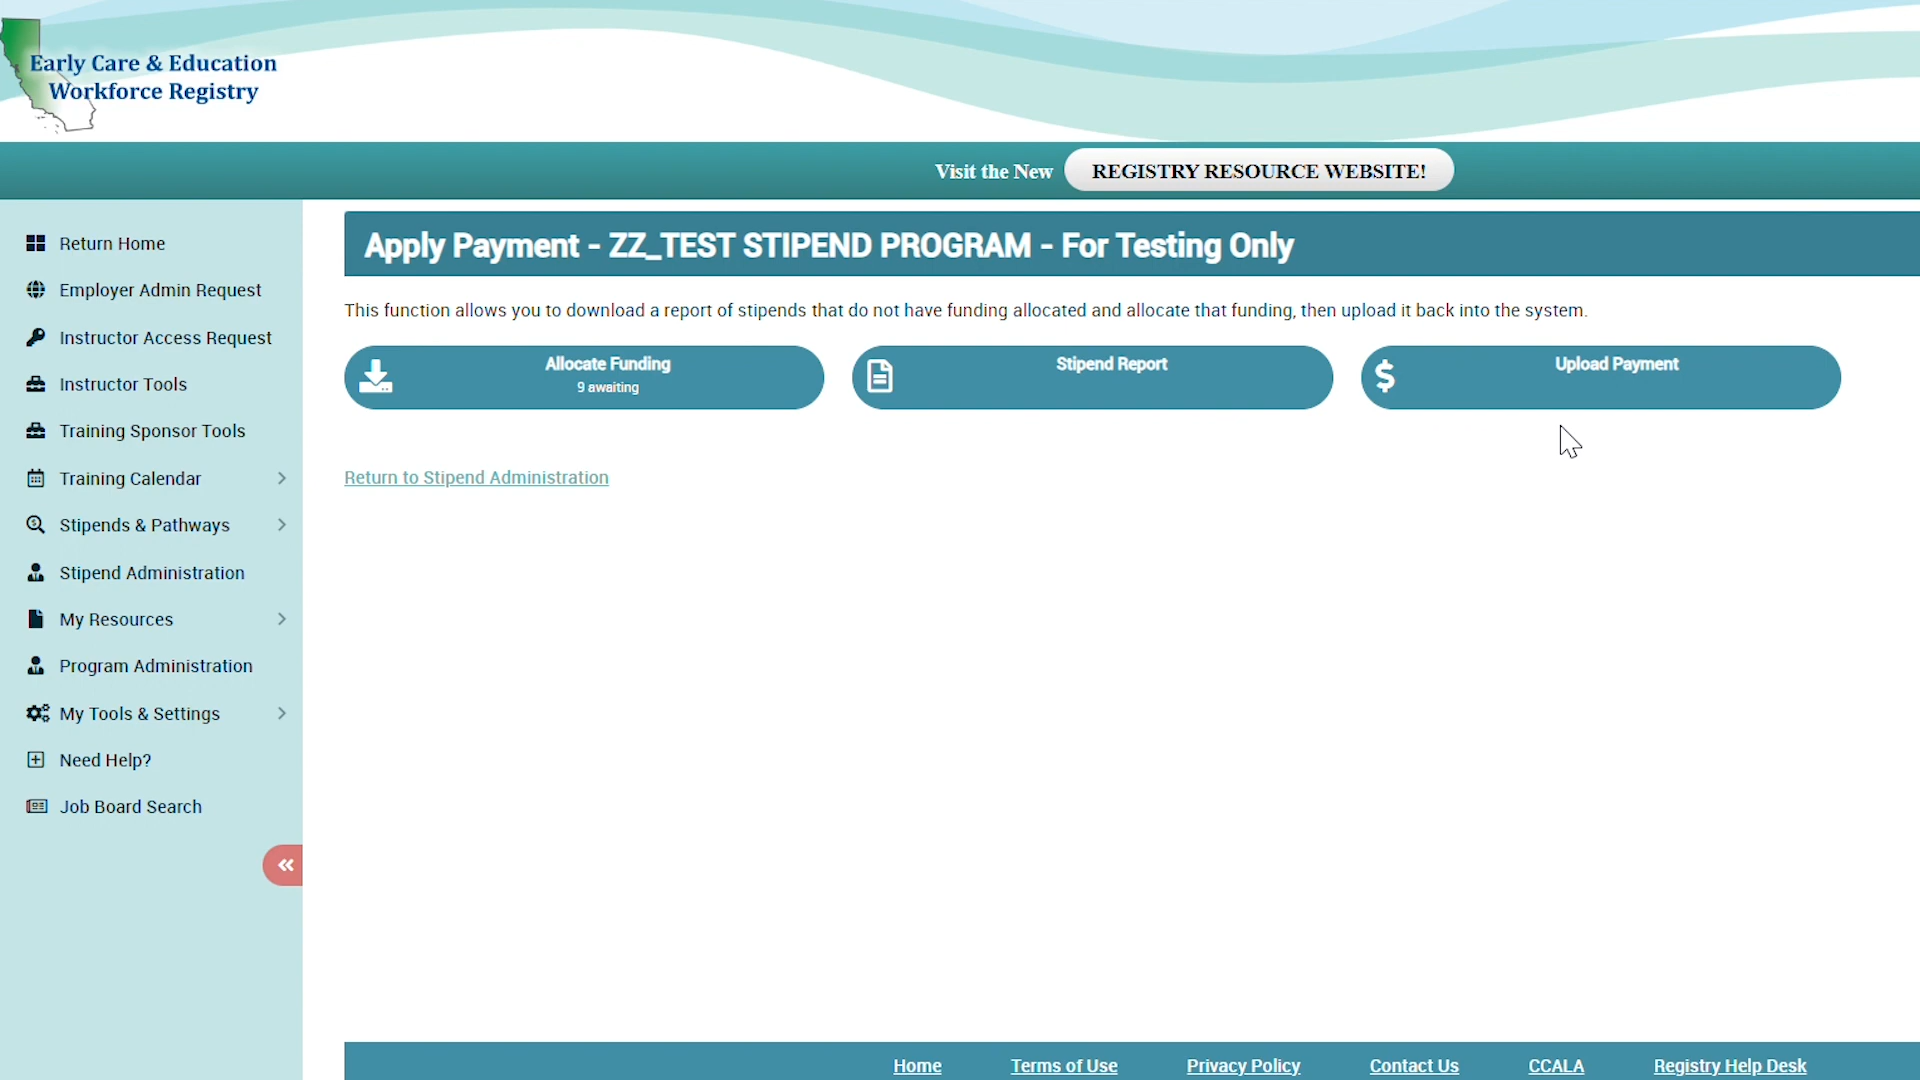 Early Care & Education
Workforce Registry
Visit the New REGISTRY RESOURCE WEBSITE!
Return Home
Employer Admin Request
Instructor Access Request
Instructor Tools
Training Sponsor Tools
Training Calendar
Stipends & Pathways
Stipend Administration
My Resources
Program Administration
My Tools & Settings
Need Help?
Job Board Search
Apply Payment - ZZ_TEST STIPEND PROGRAM - For Testing Only
This function allows you to download a report of stipends that do not have funding allocated and allocate that funding, then upload it back into the system.
Allocate Funding
9 awaiting
Stipend Report
Upload Payment
Return to Stipend Administration
Home Terms of Use Privacy Policy Contact Us CCALA Registry Help Desk